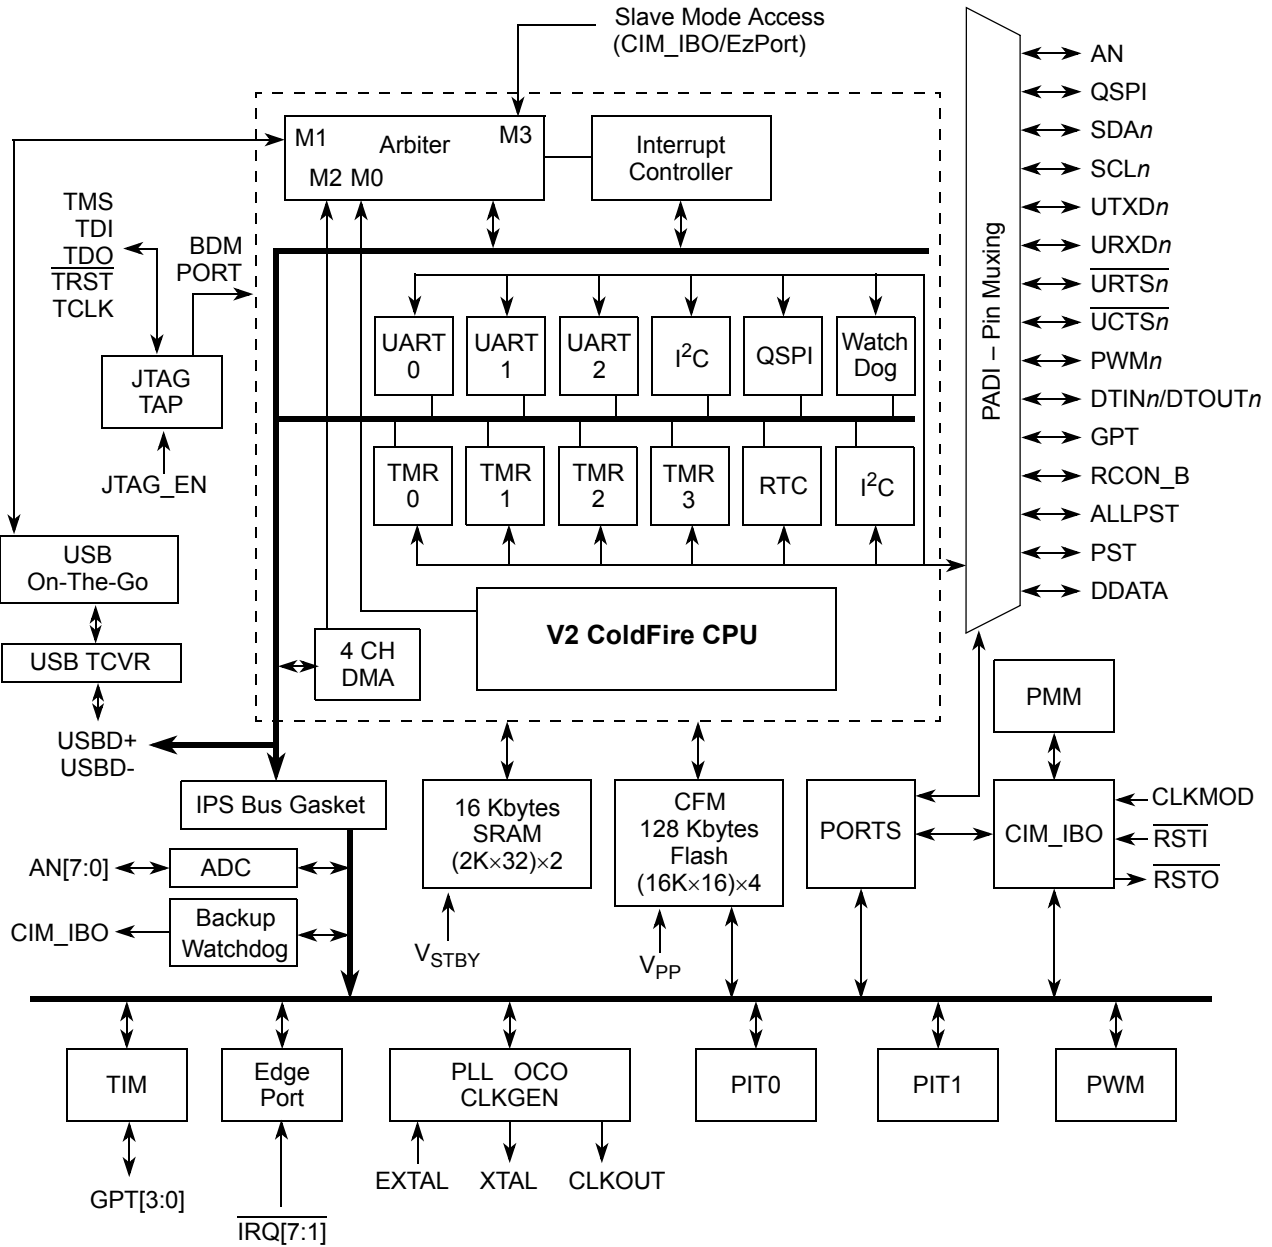 Slave Mode Access
(CIM_IBO/EzPort)
M1
Arbiter
M3
M2 M0
Interrupt
Controller
TMS
TDI
TDO
TRST
TCLK
BDM
PORT
JTAG
TAP
JTAG_EN
UART
0
UART
1
UART
2
I²C
QSPI
Watch
Dog
TMR
0
TMR
1
TMR
2
TMR
3
RTC
I²C
USB
On-The-Go
USB TCVR
USBD+
USBD-
4 CH
DMA
V2 ColdFire CPU
PADI – Pin Muxing
AN
QSPI
SDAn
SCLn
UTXDn
URXDn
URTSn
UCTSn
PWMn
DTINn/DTOUTn
GPT
RCON_B
ALLPST
PST
DDATA
PMM
IPS Bus Gasket
16 Kbytes
SRAM
(2K×32)×2
VSTBY
CFM
128 Kbytes
Flash
(16K×16)×4
VPP
PORTS
CIM_IBO
CLKMOD
RSTI
RSTO
AN[7:0]
ADC
CIM_IBO
Backup
Watchdog
TIM
GPT[3:0]
Edge
Port
IRQ[7:1]
PLL OCO
CLKGEN
EXTAL
XTAL
CLKOUT
PIT0
PIT1
PWM